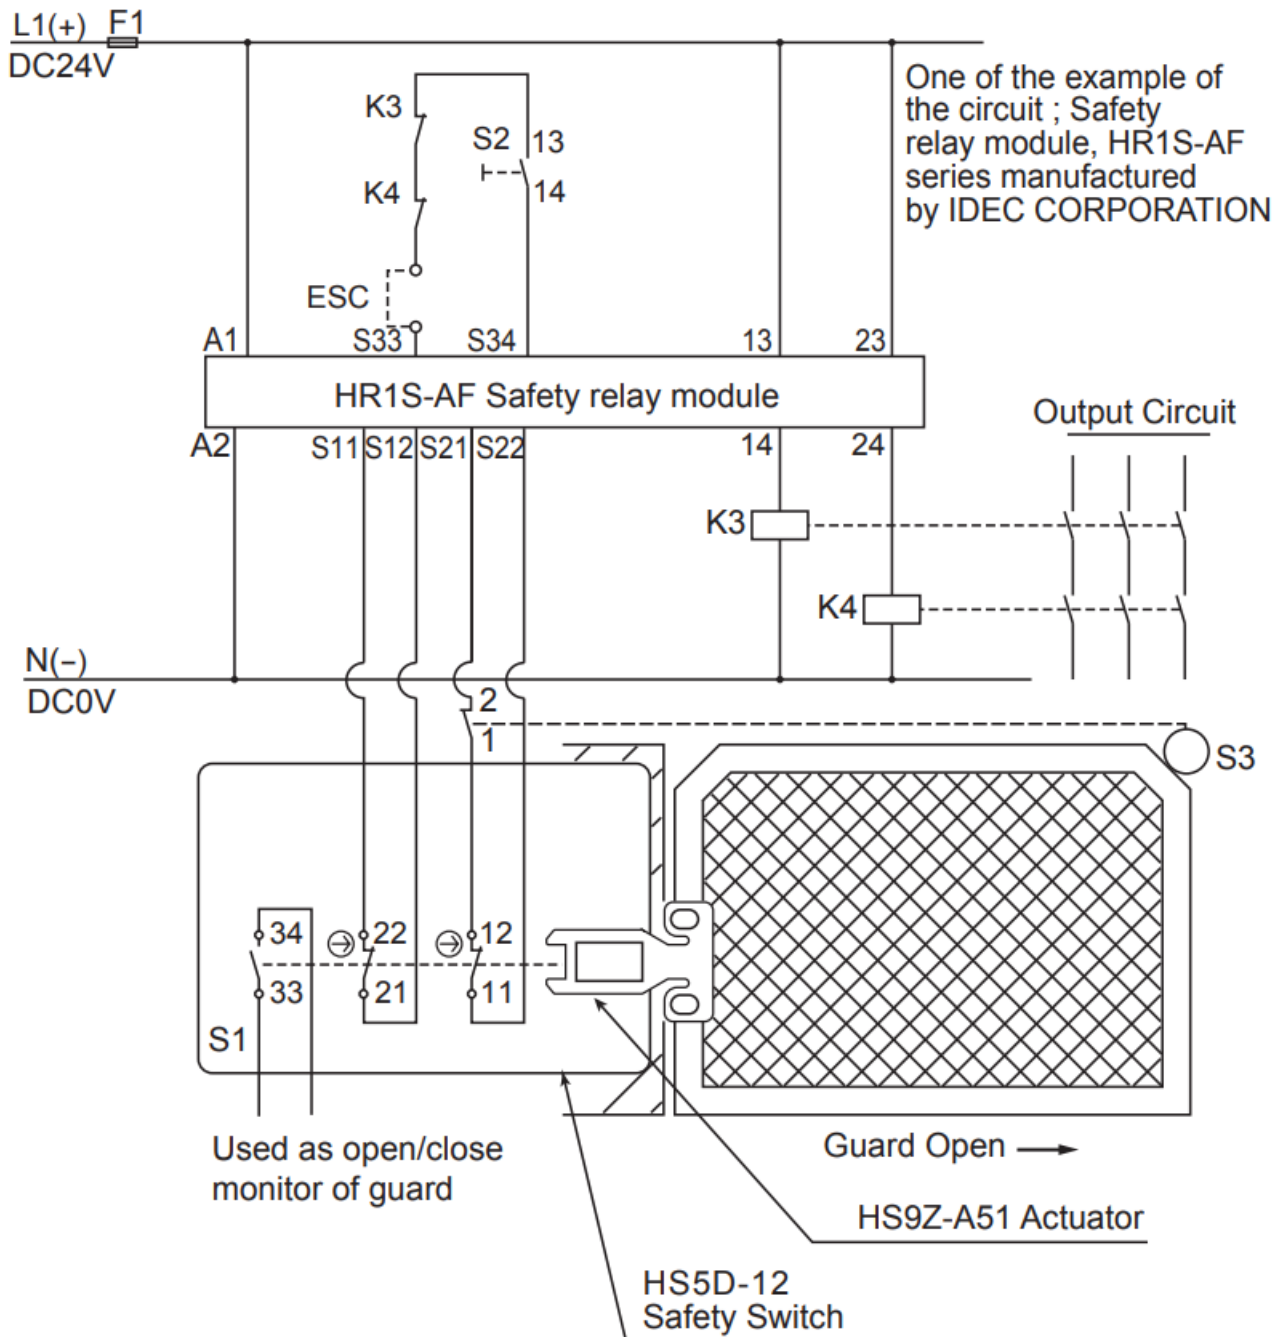 L1(+) F1
DC24V
One of the example of
the circuit ; Safety
relay module, HR1S-AF
series manufactured
by IDEC CORPORATION
K3
S2 13
K4
14
ESC
A1 S33 S34 13 23
HR1S-AF Safety relay module
Output Circuit
A2 S11 S12 S21 S22 14 24
K3
K4
N(−)
DC0V
2
1
S3
34 22 12
33 21 11
S1
Used as open/close
monitor of guard
Guard Open
HS9Z-A51 Actuator
HS5D-12
Safety Switch